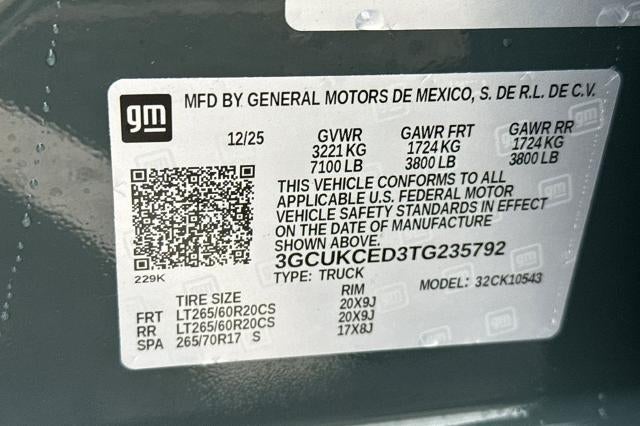 gm
MFD BY GENERAL MOTORS DE MEXICO, S. DE R.L. DE C.V.
12/25 GVWR GAWR FRT GAWR RR
3221 KG 1724 KG 1724 KG
7100 LB 3800 LB 3800 LB
THIS VEHICLE CONFORMS TO ALL
APPLICABLE U.S. FEDERAL MOTOR
VEHICLE SAFETY STANDARDS IN EFFECT
ON THE DATE OF MANUFACTURE
SHOWN ABOVE.
3GCUKCED3TG235792
229K TYPE: TRUCK MODEL: 32CK10543
TIRE SIZE RIM
FRT LT265/60R20CS 20X9J
RR LT265/60R20CS 20X9J
SPA 265/70R17 S 17X8J